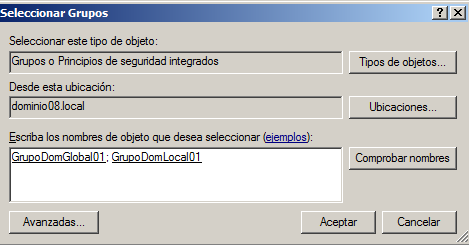 Seleccionar Grupos
Seleccionar este tipo de objeto:
Grupos o Principios de seguridad integrados
Tipos de objetos...
Desde esta ubicación:
dominio08.local
Ubicaciones...
Escriba los nombres de objeto que desea seleccionar (ejemplos):
GrupoDomGlobal01; GrupoDomLocal01
Comprobar nombres
Avanzadas...
Aceptar
Cancelar